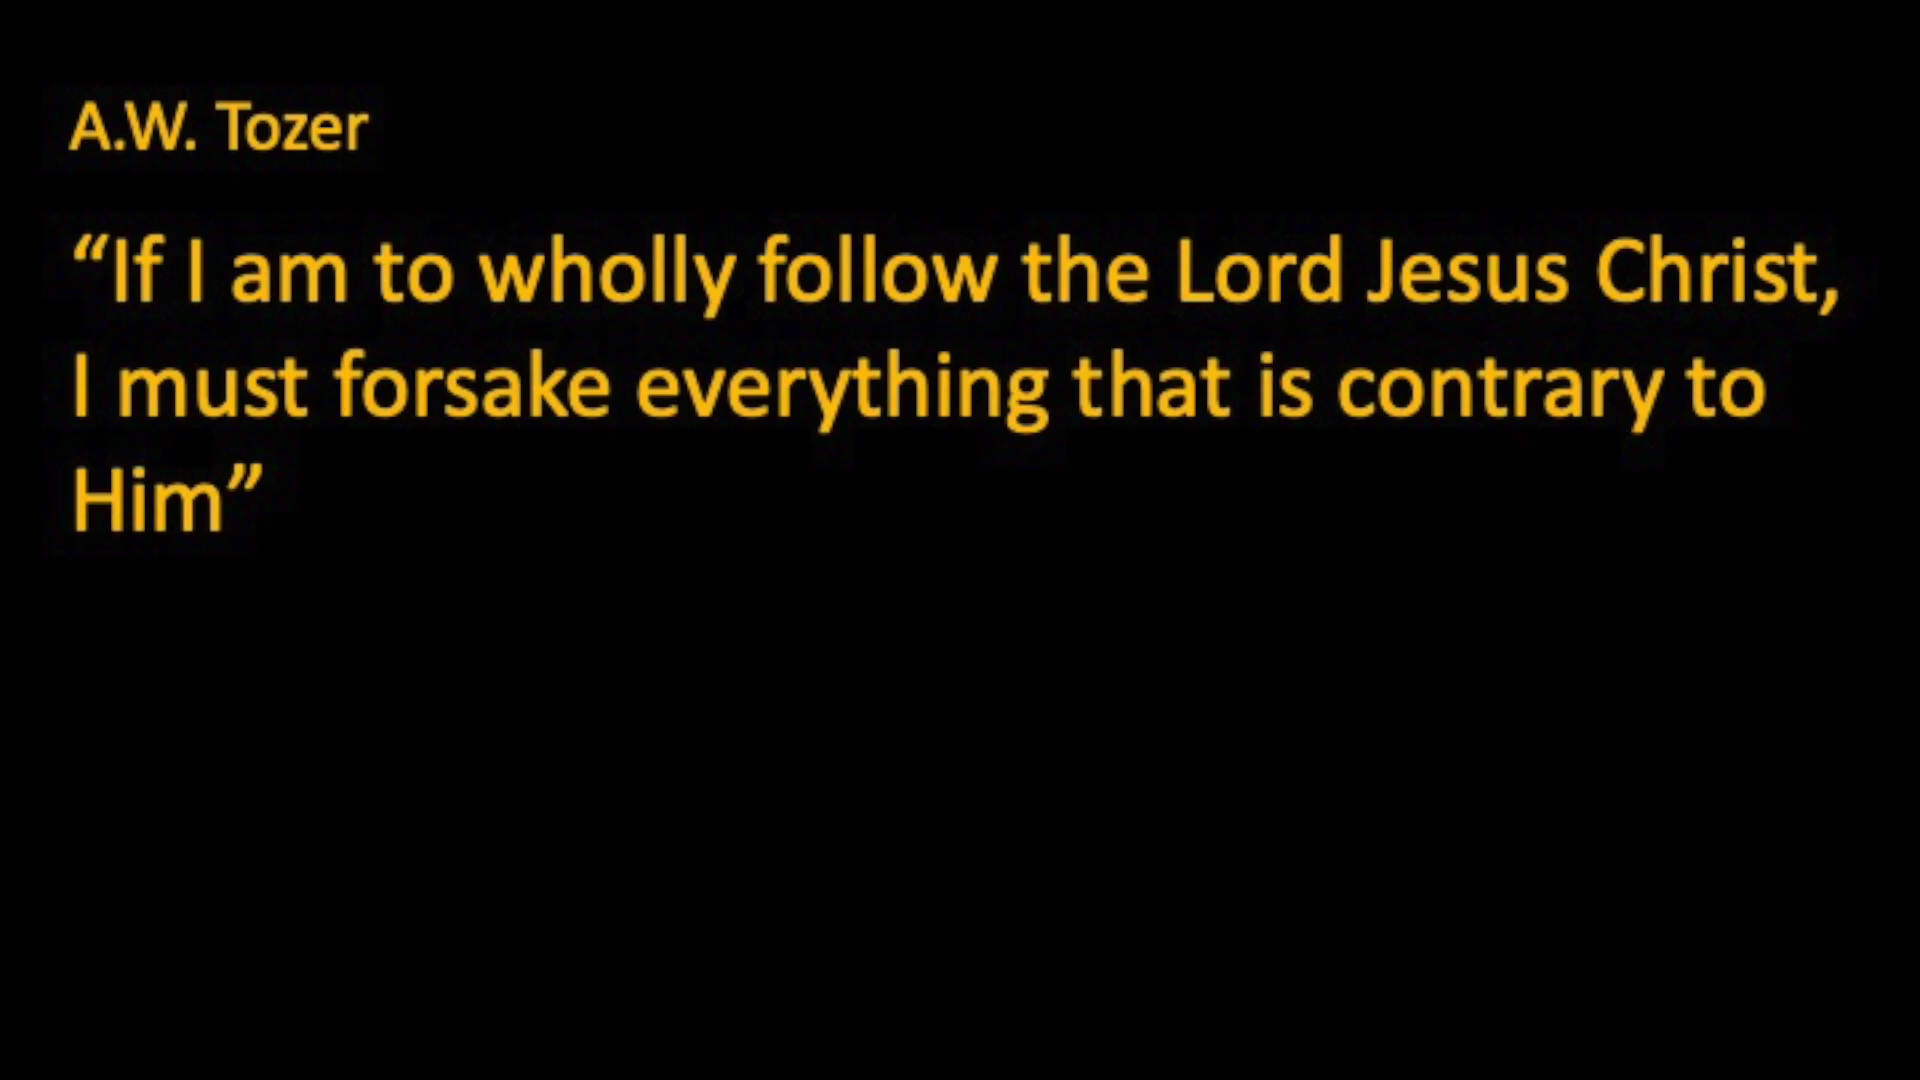 A.W. Tozer
“If I am to wholly follow the Lord Jesus Christ,
I must forsake everything that is contrary to
Him”